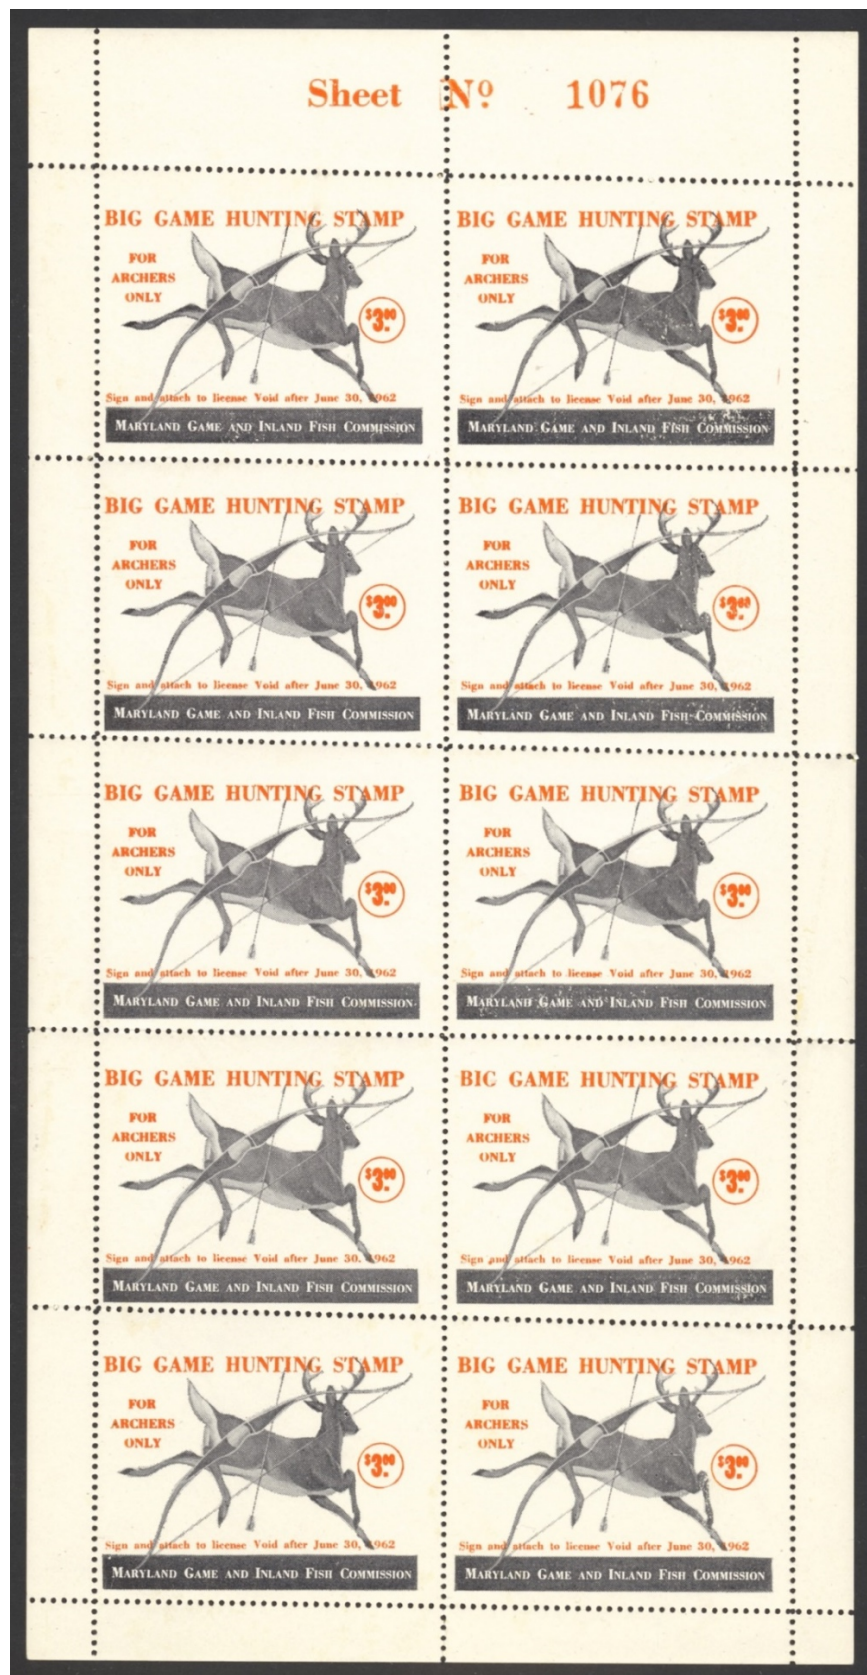 Sheet Nº 1076
BIG GAME HUNTING STAMP
FOR
ARCHERS
ONLY
$3.00
Sign and attach to license Void after June 30, 1962
MARYLAND GAME AND INLAND FISH COMMISSION
BIG GAME HUNTING STAMP
FOR
ARCHERS
ONLY
$3.00
Sign and attach to license Void after June 30, 1962
MARYLAND GAME AND INLAND FISH COMMISSION
BIG GAME HUNTING STAMP
FOR
ARCHERS
ONLY
$3.00
Sign and attach to license Void after June 30, 1962
MARYLAND GAME AND INLAND FISH COMMISSION
BIG GAME HUNTING STAMP
FOR
ARCHERS
ONLY
$3.00
Sign and attach to license Void after June 30, 1962
MARYLAND GAME AND INLAND FISH COMMISSION
BIG GAME HUNTING STAMP
FOR
ARCHERS
ONLY
$3.00
Sign and attach to license Void after June 30, 1962
MARYLAND GAME AND INLAND FISH COMMISSION
BIG GAME HUNTING STAMP
FOR
ARCHERS
ONLY
$3.00
Sign and attach to license Void after June 30, 1962
MARYLAND GAME AND INLAND FISH COMMISSION
BIG GAME HUNTING STAMP
FOR
ARCHERS
ONLY
$3.00
Sign and attach to license Void after June 30, 1962
MARYLAND GAME AND INLAND FISH COMMISSION
BIG GAME HUNTING STAMP
FOR
ARCHERS
ONLY
$3.00
Sign and attach to license Void after June 30, 1962
MARYLAND GAME AND INLAND FISH COMMISSION
BIG GAME HUNTING STAMP
FOR
ARCHERS
ONLY
$3.00
Sign and attach to license Void after June 30, 1962
MARYLAND GAME AND INLAND FISH COMMISSION
BIG GAME HUNTING STAMP
FOR
ARCHERS
ONLY
$3.00
Sign and attach to license Void after June 30, 1962
MARYLAND GAME AND INLAND FISH COMMISSION